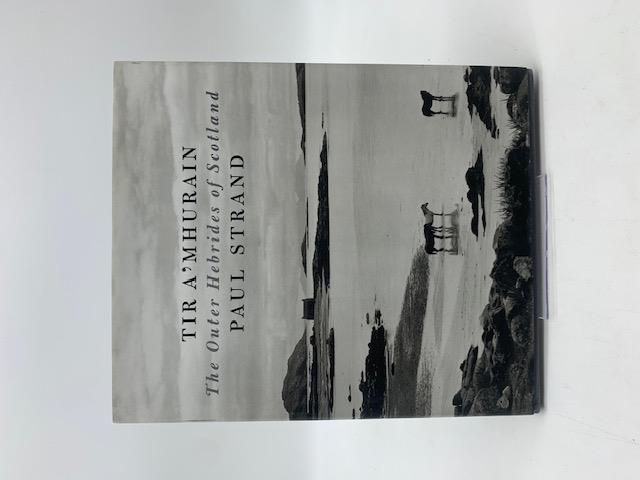 TIR A'MHURAIN
The Outer Hebrides of Scotland
PAUL STRAND